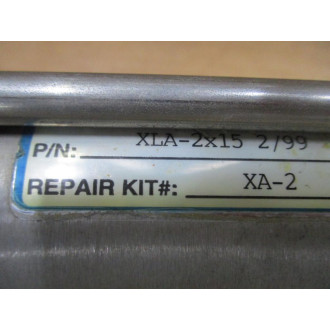 P/N: XLA-2x15 2/99
REPAIR KIT#: XA-2